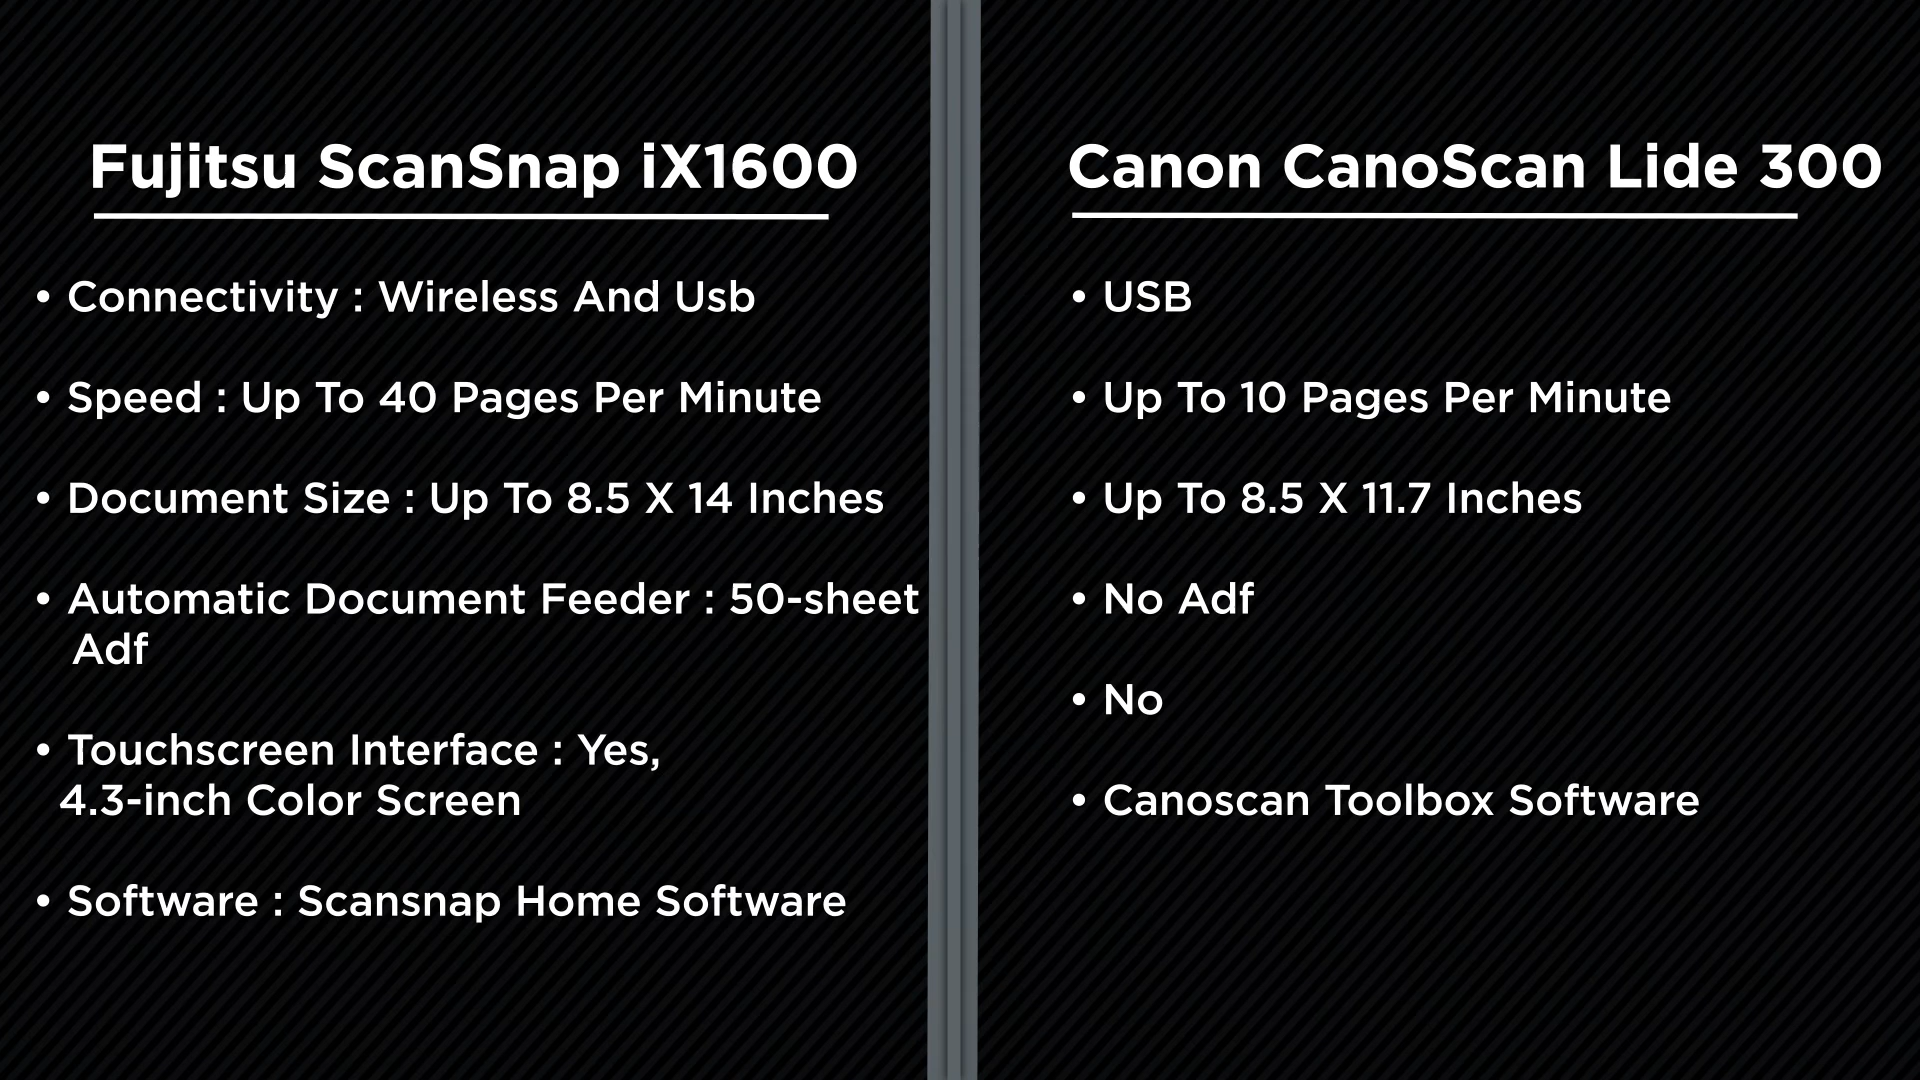 Fujitsu ScanSnap iX1600
• Connectivity : Wireless And Usb
• Speed : Up To 40 Pages Per Minute
• Document Size : Up To 8.5 X 14 Inches
• Automatic Document Feeder : 50-sheet
Adf
• Touchscreen Interface : Yes,
4.3-inch Color Screen
• Software : Scansnap Home Software
Canon CanoScan Lide 300
• USB
• Up To 10 Pages Per Minute
• Up To 8.5 X 11.7 Inches
• No Adf
• No
• Canoscan Toolbox Software